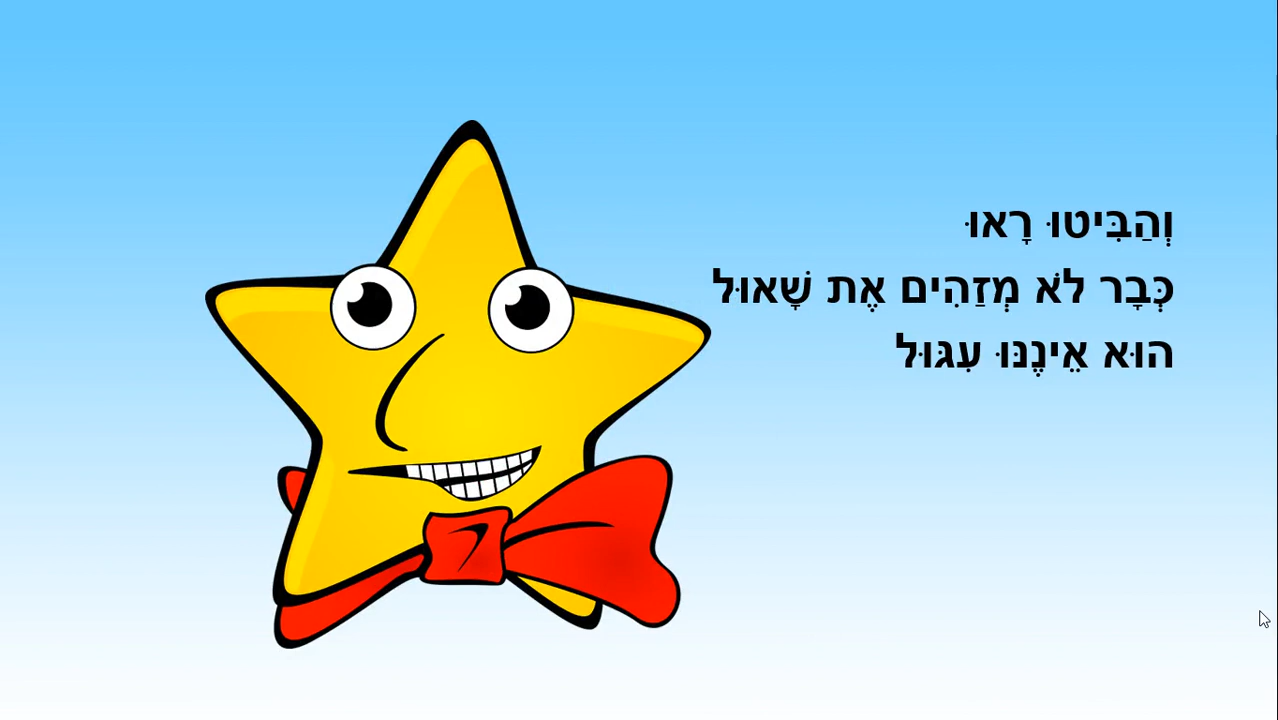 וְהַבִּיטוּ רָאוּ
כְּבָר לֹא מְזַהִים אֶת שָׁאוּל
הוּא אֵינֶנּוּ עִגּוּל